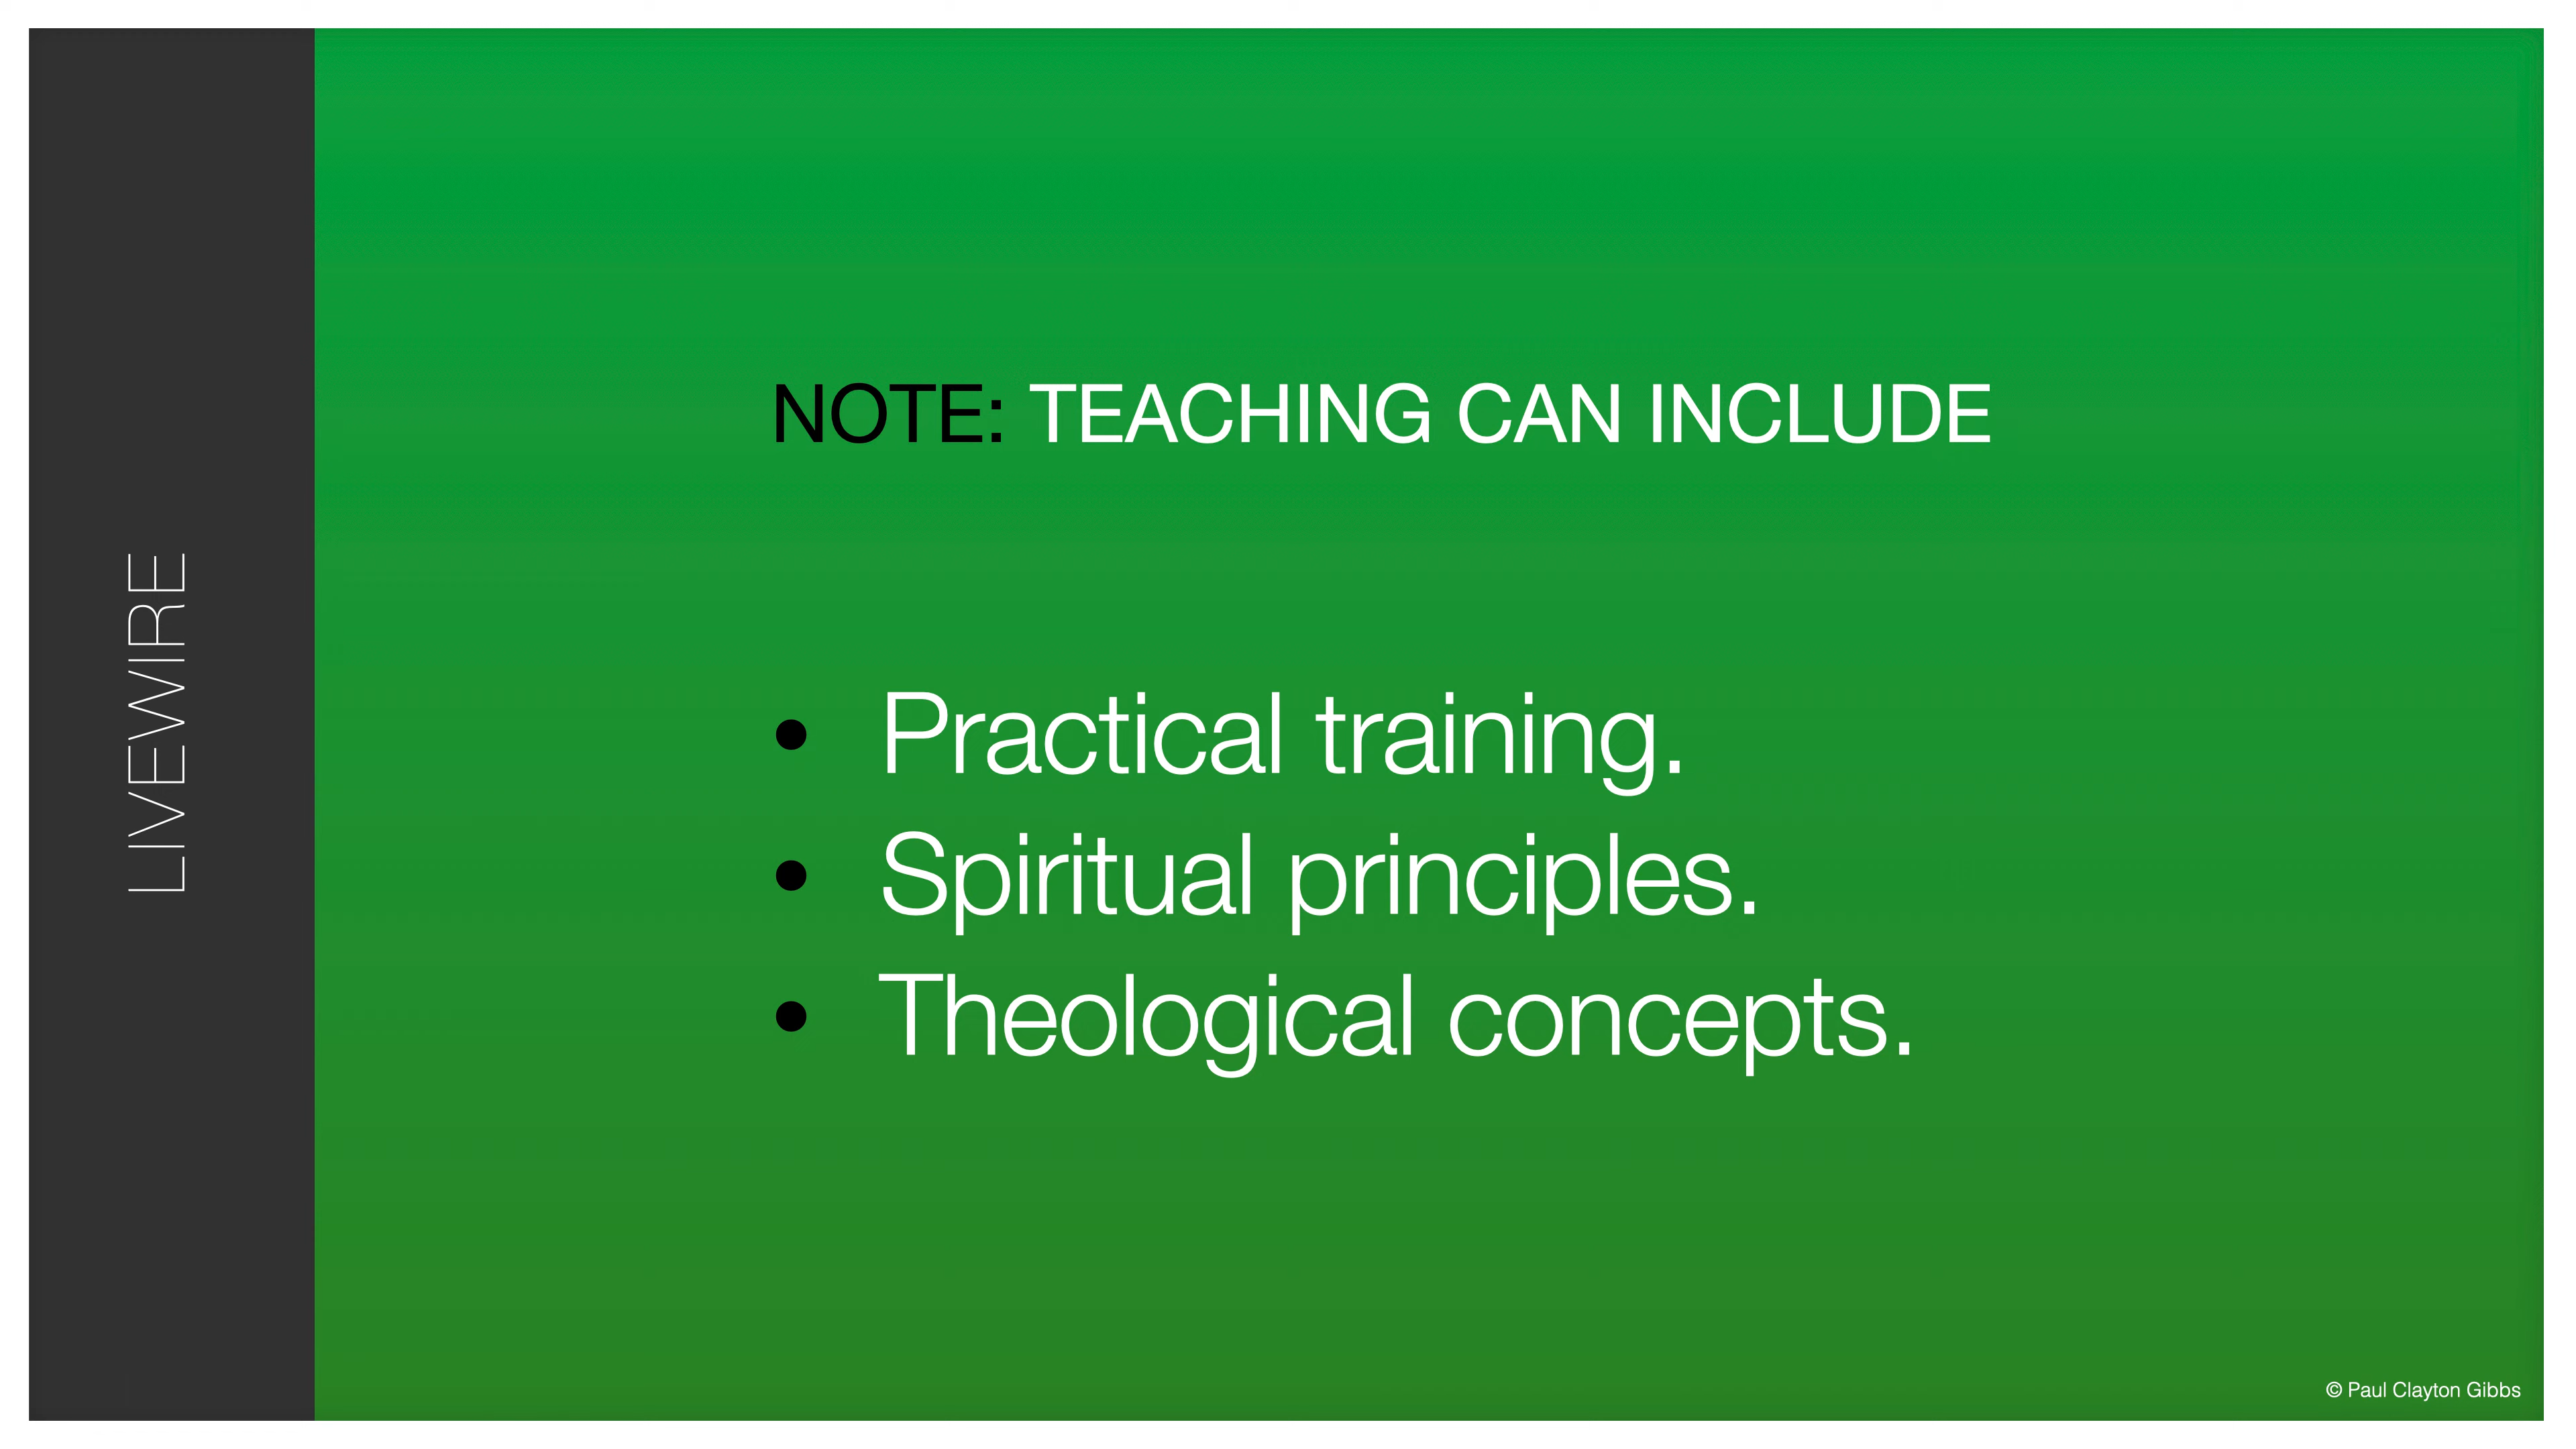 LIVEWIRE
NOTE: TEACHING CAN INCLUDE
• Practical training.
• Spiritual principles.
• Theological concepts.
© Paul Clayton Gibbs